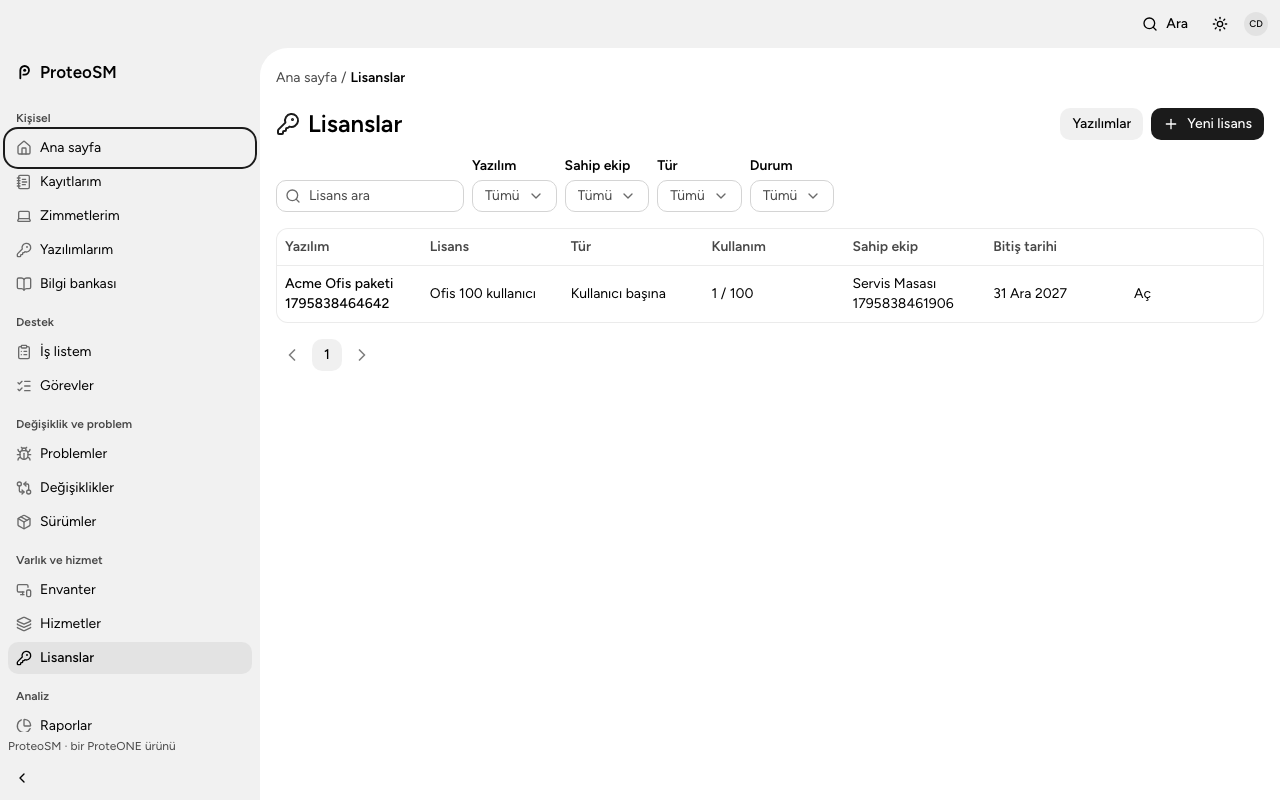 Ara
CD
ProteoSM
Kişisel
Ana sayfa
Kayıtlarım
Zimmetlerim
Yazılımlarım
Bilgi bankası
Destek
İş listem
Görevler
Değişiklik ve problem
Problemler
Değişiklikler
Sürümler
Varlık ve hizmet
Envanter
Hizmetler
Lisanslar
Analiz
Raporlar
ProteoSM · bir ProteONE ürünü
Ana sayfa / Lisanslar
Lisanslar
Yazılımlar
Yeni lisans
Yazılım Sahip ekip Tür Durum
Lisans ara Tümü Tümü Tümü Tümü
Yazılım Lisans Tür Kullanım Sahip ekip Bitiş tarihi
Acme Ofis paketi 1795838464642 Ofis 100 kullanıcı Kullanıcı başına 1 / 100 Servis Masası 1795838461906 31 Ara 2027 Aç
1